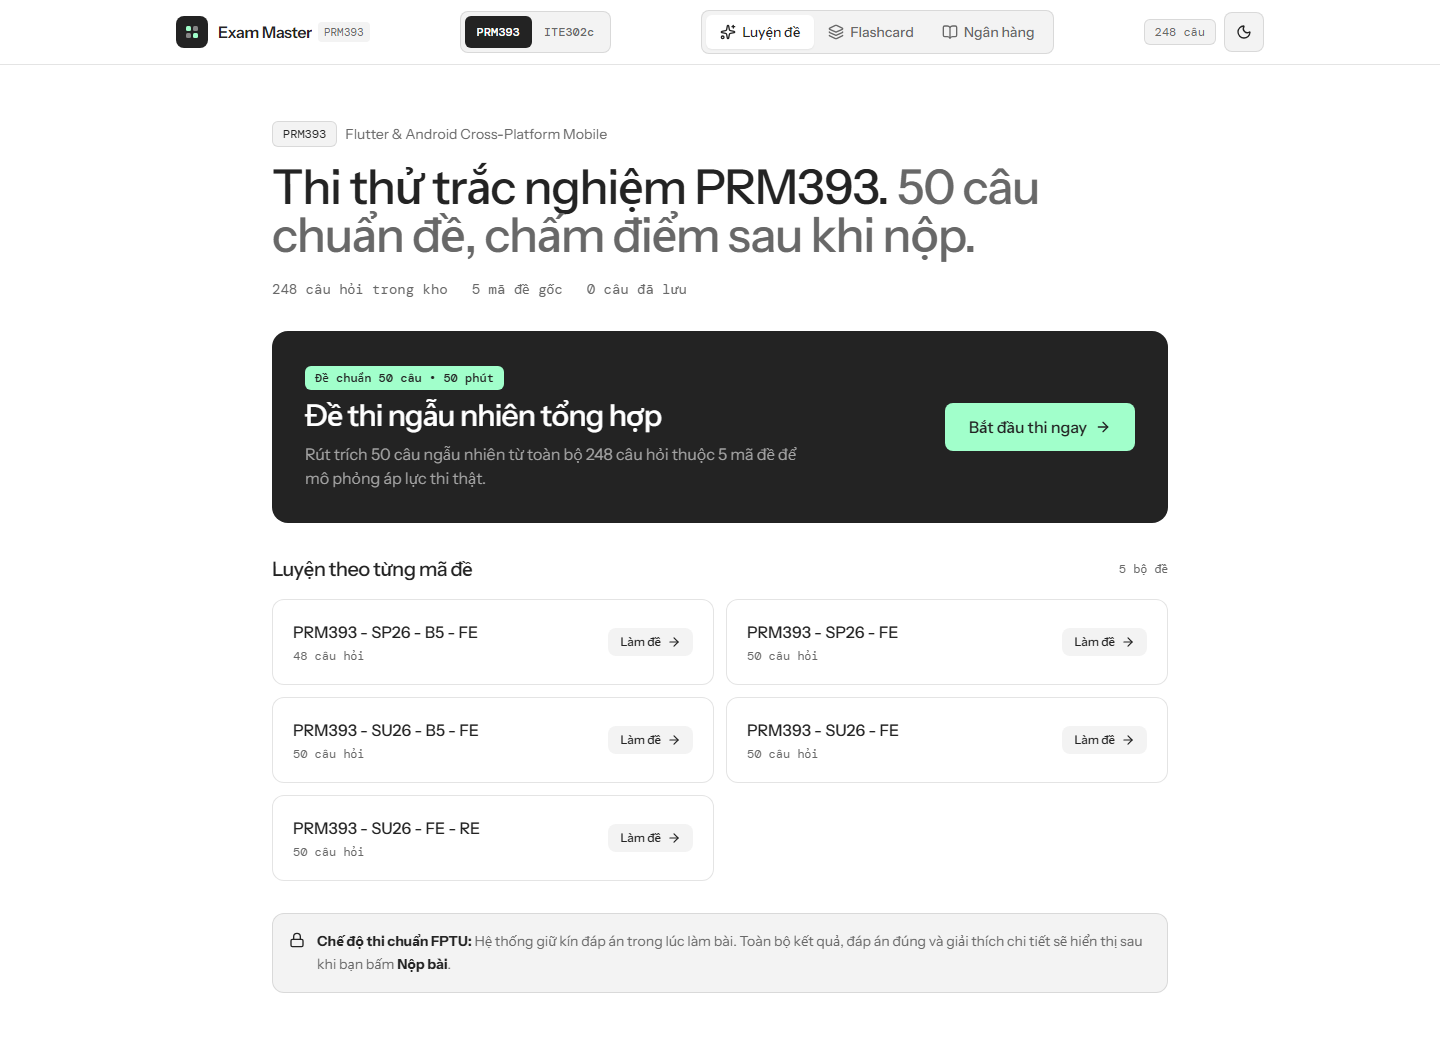 Exam Master PRM393
PRM393 ITE302c
Luyện đề Flashcard Ngân hàng
248 câu
PRM393 Flutter & Android Cross-Platform Mobile
Thi thử trắc nghiệm PRM393. 50 câu
chuẩn đề, chấm điểm sau khi nộp.
248 câu hỏi trong kho 5 mã đề gốc 0 câu đã lưu
Đề chuẩn 50 câu • 50 phút
Đề thi ngẫu nhiên tổng hợp
Rút trích 50 câu ngẫu nhiên từ toàn bộ 248 câu hỏi thuộc 5 mã đề để
mô phỏng áp lực thi thật.
Bắt đầu thi ngay →
Luyện theo từng mã đề
5 bộ đề
PRM393 - SP26 - B5 - FE
48 câu hỏi
Làm đề →
PRM393 - SP26 - FE
50 câu hỏi
Làm đề →
PRM393 - SU26 - B5 - FE
50 câu hỏi
Làm đề →
PRM393 - SU26 - FE
50 câu hỏi
Làm đề →
PRM393 - SU26 - FE - RE
50 câu hỏi
Làm đề →
Chế độ thi chuẩn FPTU: Hệ thống giữ kín đáp án trong lúc làm bài. Toàn bộ kết quả, đáp án đúng và giải thích chi tiết sẽ hiển thị sau
khi bạn bấm Nộp bài.